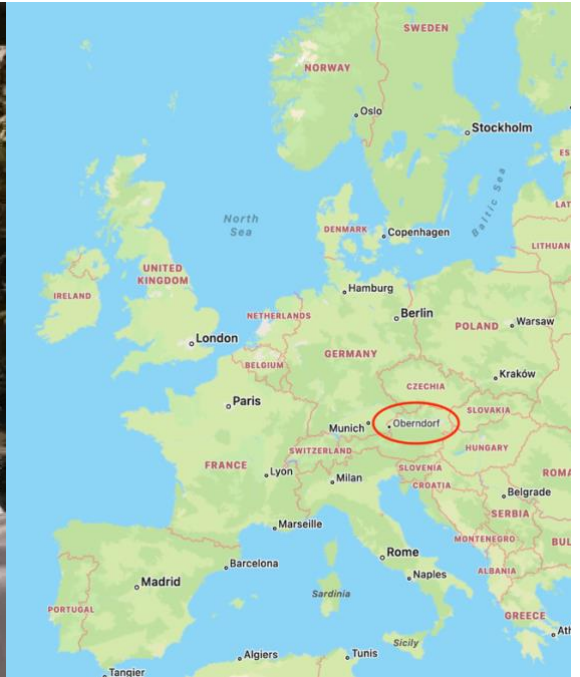 SWEDEN
NORWAY
Oslo
Stockholm
ES
Baltic Sea
North
Sea
LAT
DENMARK
Copenhagen
LITHUAN
UNITED
KINGDOM
IRELAND
Hamburg
Berlin
NETHERLANDS
POLAND
Warsaw
London
GERMANY
BELGIUM
Kraków
CZECHIA
Paris
SLOVAKIA
Munich
Oberndorf
HUNGARY
SWITZERLAND
FRANCE
SLOVENIA
ROMA
Lyon
Milan
CROATIA
Belgrade
SERBIA
Marseille
MONTENEGRO
BUL
Barcelona
Rome
ALBANIA
Madrid
Naples
Sardinia
PORTUGAL
GREECE
Ath
Sicily
Algiers
Tunis
Tangier